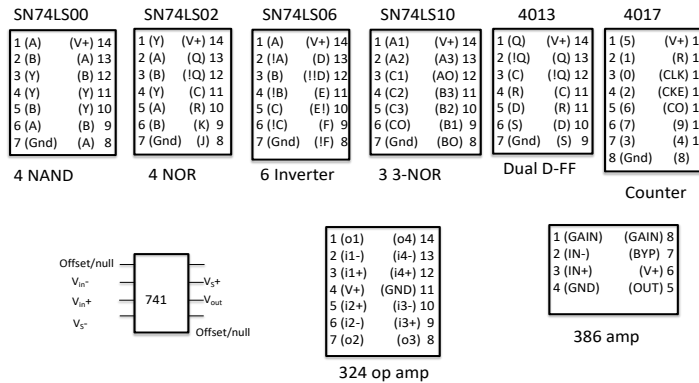 SN74LS00 SN74LS02 SN74LS06 SN74LS10 4013 4017
1 (A) (V+) 14
2 (B) (A) 13
3 (Y) (B) 12
4 (Y) (Y) 11
5 (B) (Y) 10
6 (A) (B) 9
7 (Gnd) (A) 8
4 NAND
1 (Y) (V+) 14
2 (A) (Q) 13
3 (B) (!Q) 12
4 (Y) (C) 11
5 (A) (R) 10
6 (B) (K) 9
7 (Gnd) (J) 8
4 NOR
1 (A) (V+) 14
2 (!A) (D) 13
3 (B) (!!D) 12
4 (!B) (E) 11
5 (C) (E!) 10
6 (!C) (F) 9
7 (Gnd) (!F) 8
6 Inverter
1 (A1) (V+) 14
2 (A2) (A3) 13
3 (C1) (AO) 12
4 (C2) (B3) 11
5 (C3) (B2) 10
6 (CO) (B1) 9
7 (Gnd) (BO) 8
3 3-NOR
1 (Q) (V+) 14
2 (!Q) (Q) 13
3 (C) (!Q) 12
4 (R) (C) 11
5 (D) (R) 11
6 (S) (D) 10
7 (Gnd) (S) 9
Dual D-FF
1 (5) (V+) 1
2 (1) (R) 1
3 (0) (CLK) 1
4 (2) (CKE) 1
5 (6) (CO) 1
6 (7) (9) 1
7 (3) (4) 1
8 (Gnd) (8)
Counter
Offset/null
Vin-
Vin+
Vs-
741
Vs+
Vout
Offset/null
1 (o1) (o4) 14
2 (i1-) (i4-) 13
3 (i1+) (i4+) 12
4 (V+) (GND) 11
5 (i2+) (i3-) 10
6 (i2-) (i3+) 9
7 (o2) (o3) 8
324 op amp
1 (GAIN) (GAIN) 8
2 (IN-) (BYP) 7
3 (IN+) (V+) 6
4 (GND) (OUT) 5
386 amp